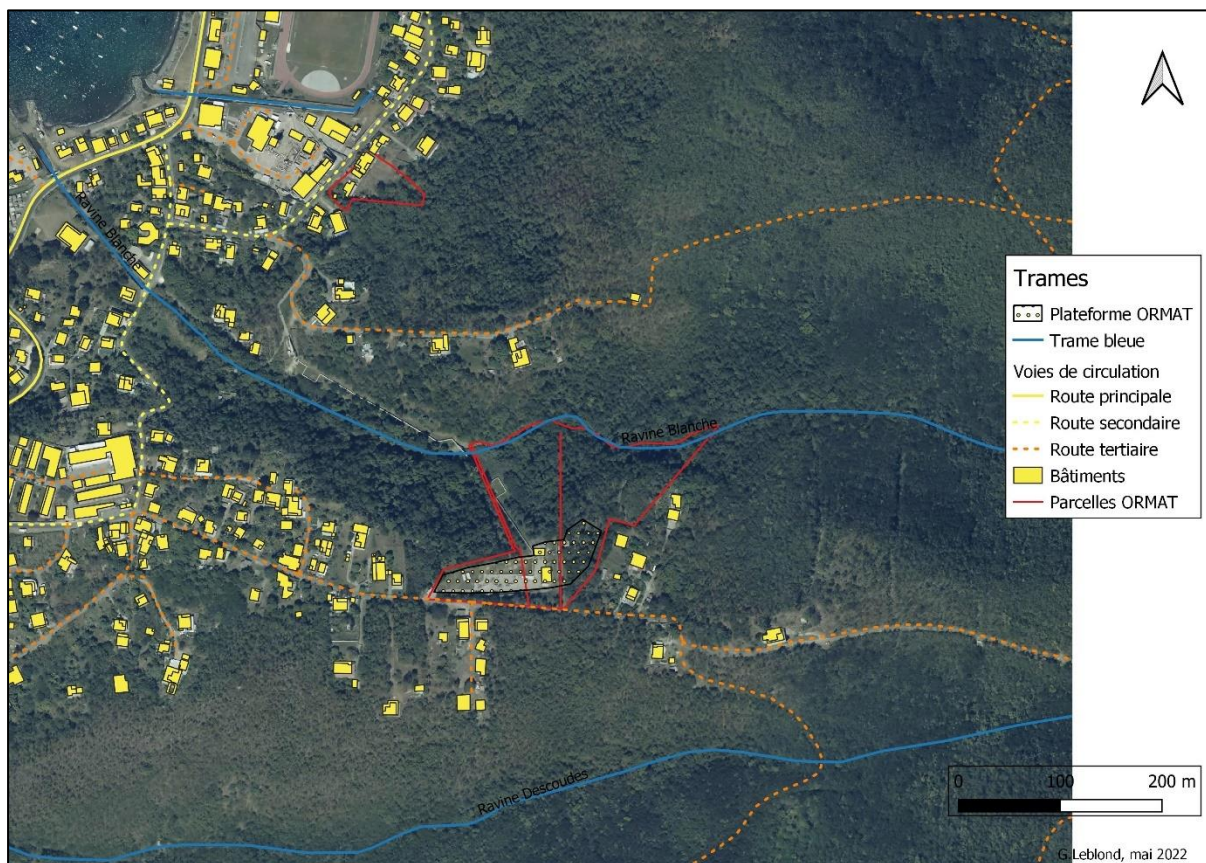 Ravine Blanche
Trames
Plateforme ORMAT
Trame bleue
Voies de circulation
Route principale
Route secondaire
Route tertiaire
Bâtiments
Parcelles ORMAT
Ravine Blanche
Ravine Descoudes
0 100 200 m
G.Leblond, mai 2022